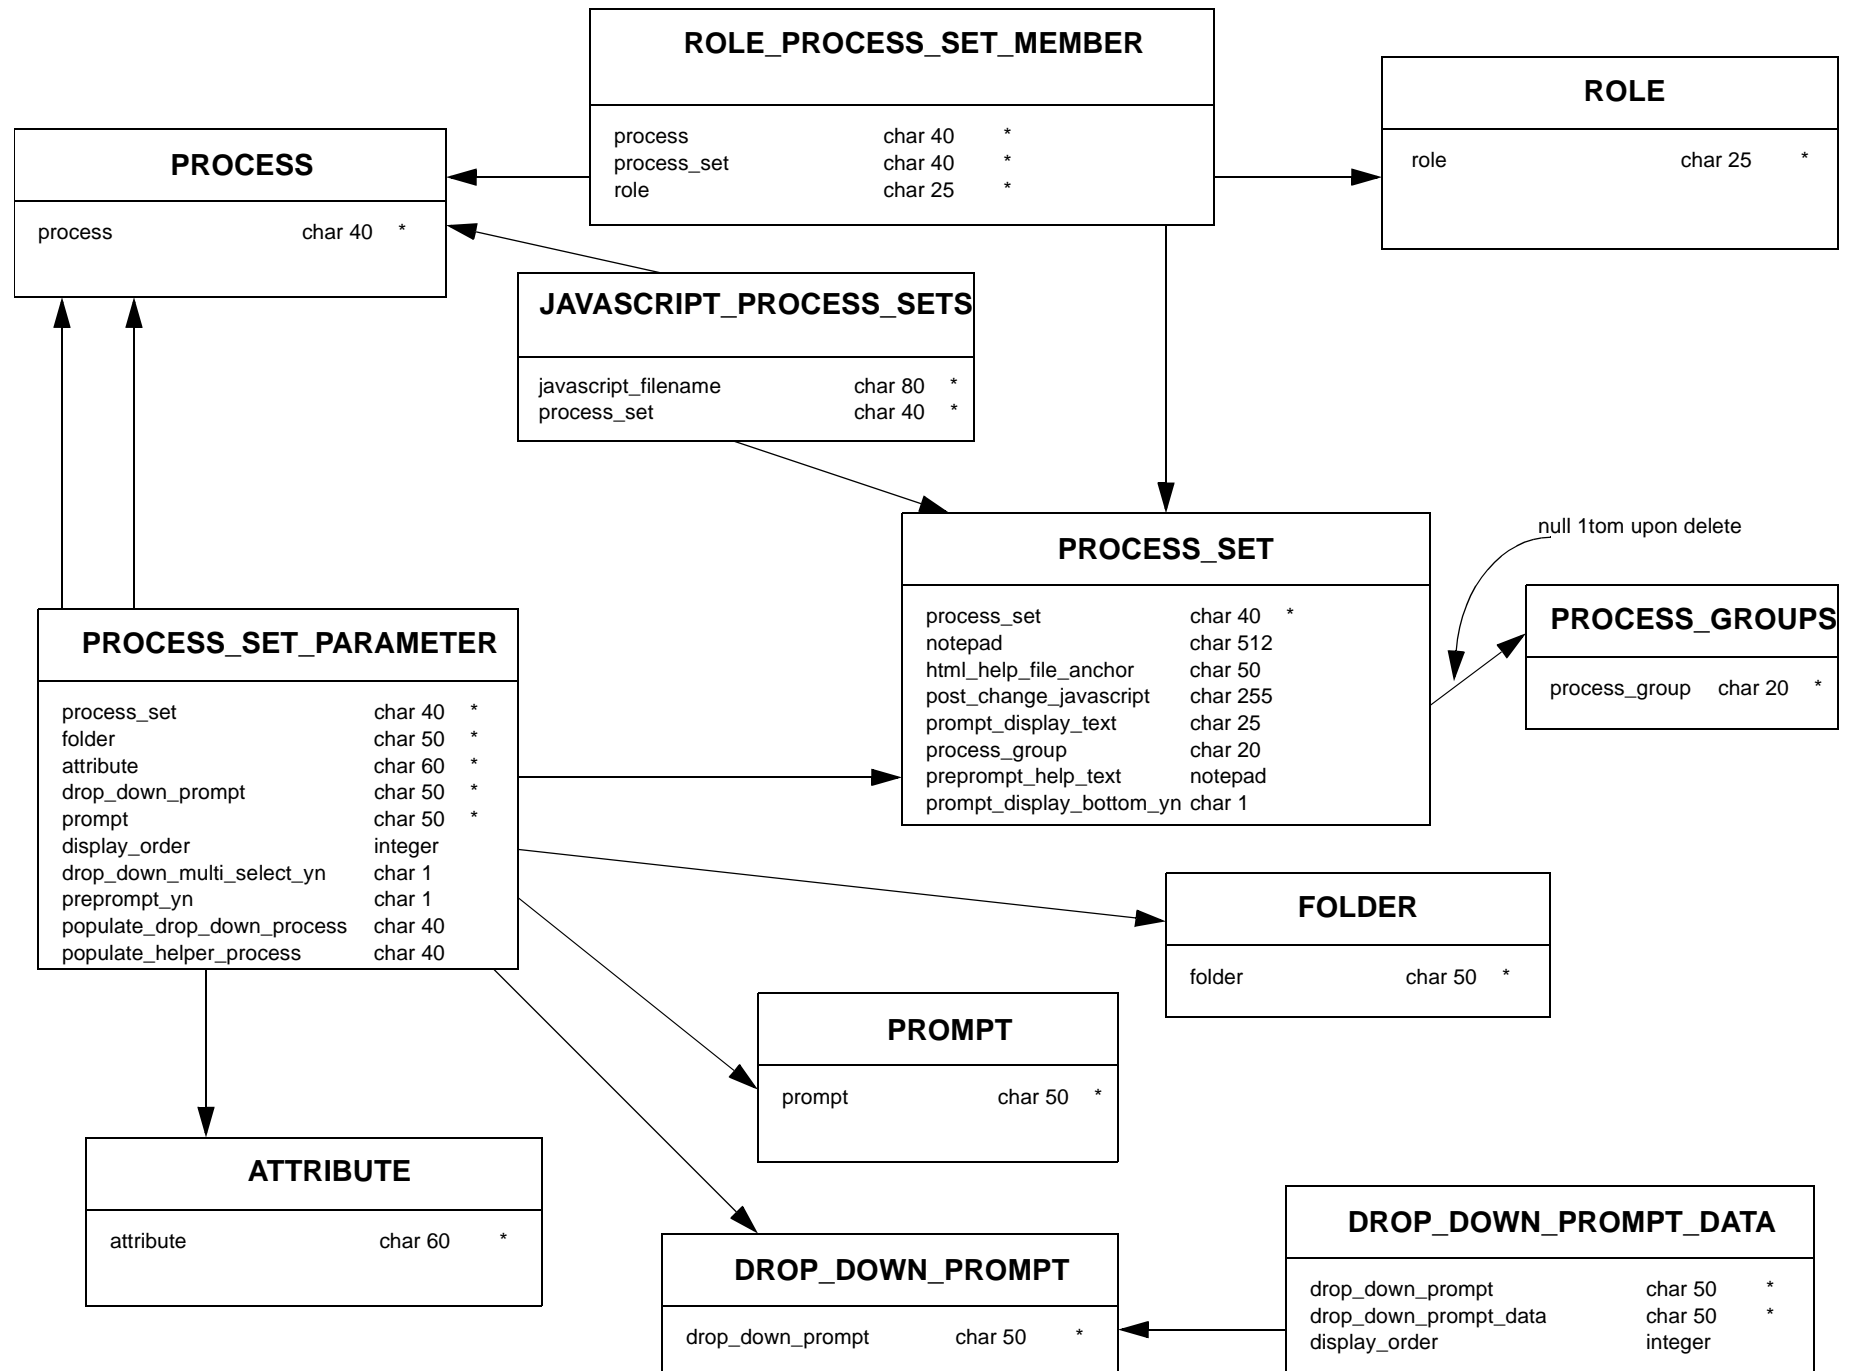 ROLE_PROCESS_SET_MEMBER
process char 40 *
process_set char 40 *
role char 25 *
ROLE
role char 25 *
PROCESS
process char 40 *
JAVASCRIPT_PROCESS_SETS
javascript_filename char 80 *
process_set char 40 *
PROCESS_SET
process_set char 40 *
notepad char 512
html_help_file_anchor char 50
post_change_javascript char 255
prompt_display_text char 25
process_group char 20
preprompt_help_text notepad
prompt_display_bottom_yn char 1
null 1tom upon delete
PROCESS_GROUPS
process_group char 20 *
PROCESS_SET_PARAMETER
process_set char 40 *
folder char 50 *
attribute char 60 *
drop_down_prompt char 50 *
prompt char 50 *
display_order integer
drop_down_multi_select_yn char 1
preprompt_yn char 1
populate_drop_down_process char 40
populate_helper_process char 40
FOLDER
folder char 50 *
PROMPT
prompt char 50 *
ATTRIBUTE
attribute char 60 *
DROP_DOWN_PROMPT
drop_down_prompt char 50 *
DROP_DOWN_PROMPT_DATA
drop_down_prompt char 50 *
drop_down_prompt_data char 50 *
display_order integer